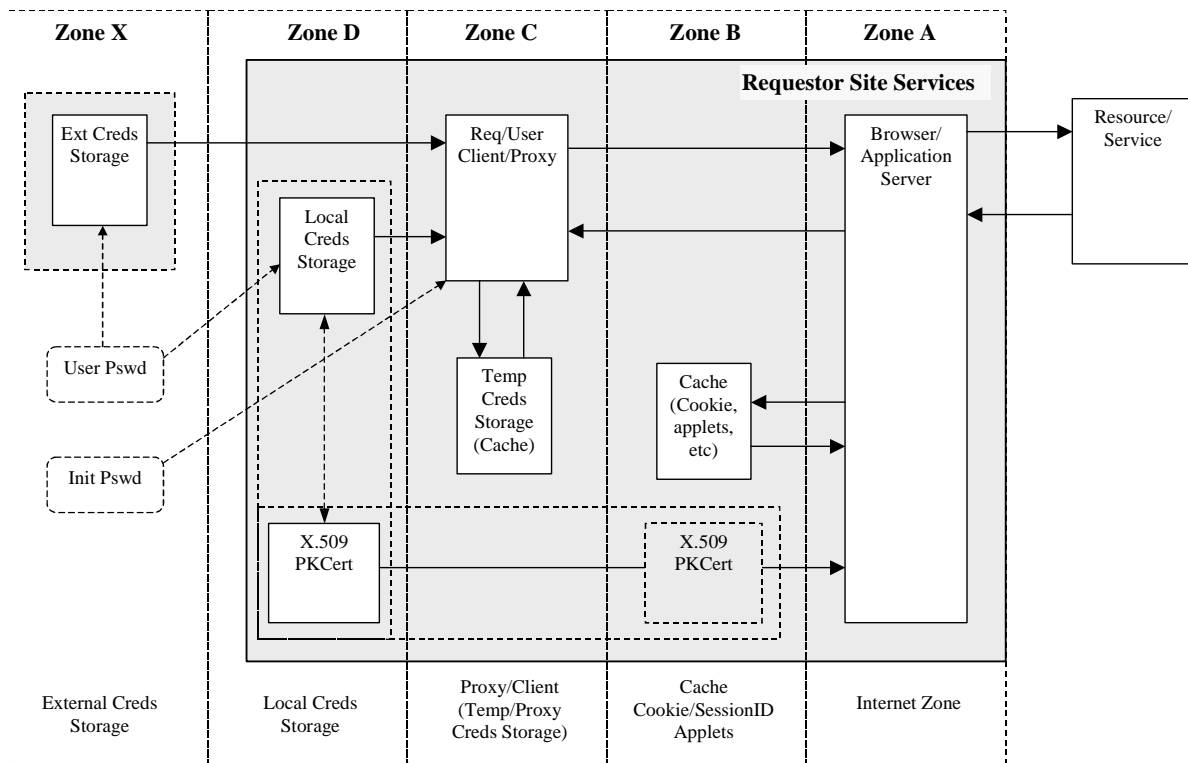 Zone X
Zone D
Zone C
Zone B
Zone A
Requestor Site Services
Ext Creds
Storage
Req/User
Client/Proxy
Browser/
Application
Server
Resource/
Service
Local
Creds
Storage
User Pswd
Init Pswd
Temp
Creds
Storage
(Cache)
Cache
(Cookie,
applets,
etc)
X.509
PKCert
X.509
PKCert
External Creds
Storage
Local Creds
Storage
Proxy/Client
(Temp/Proxy
Creds Storage)
Cache
Cookie/SessionID
Applets
Internet Zone